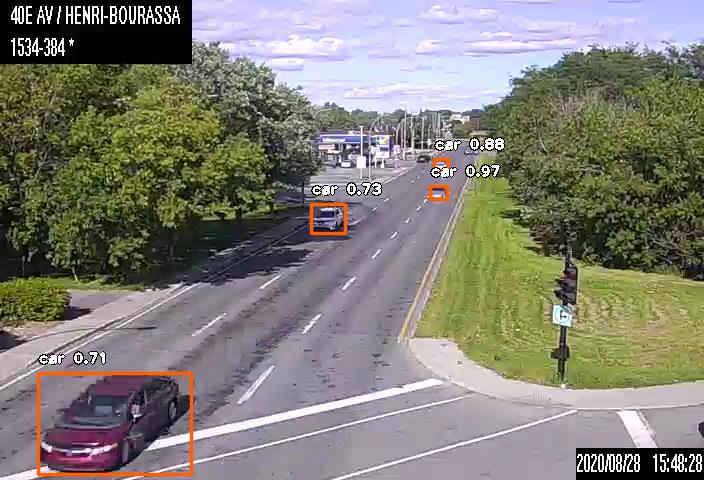 40E AV / HENRI-BOURASSA
1534-384 *
car 0.88
car 0.97
car 0.73
car 0.71
2020/08/28 15:48:28